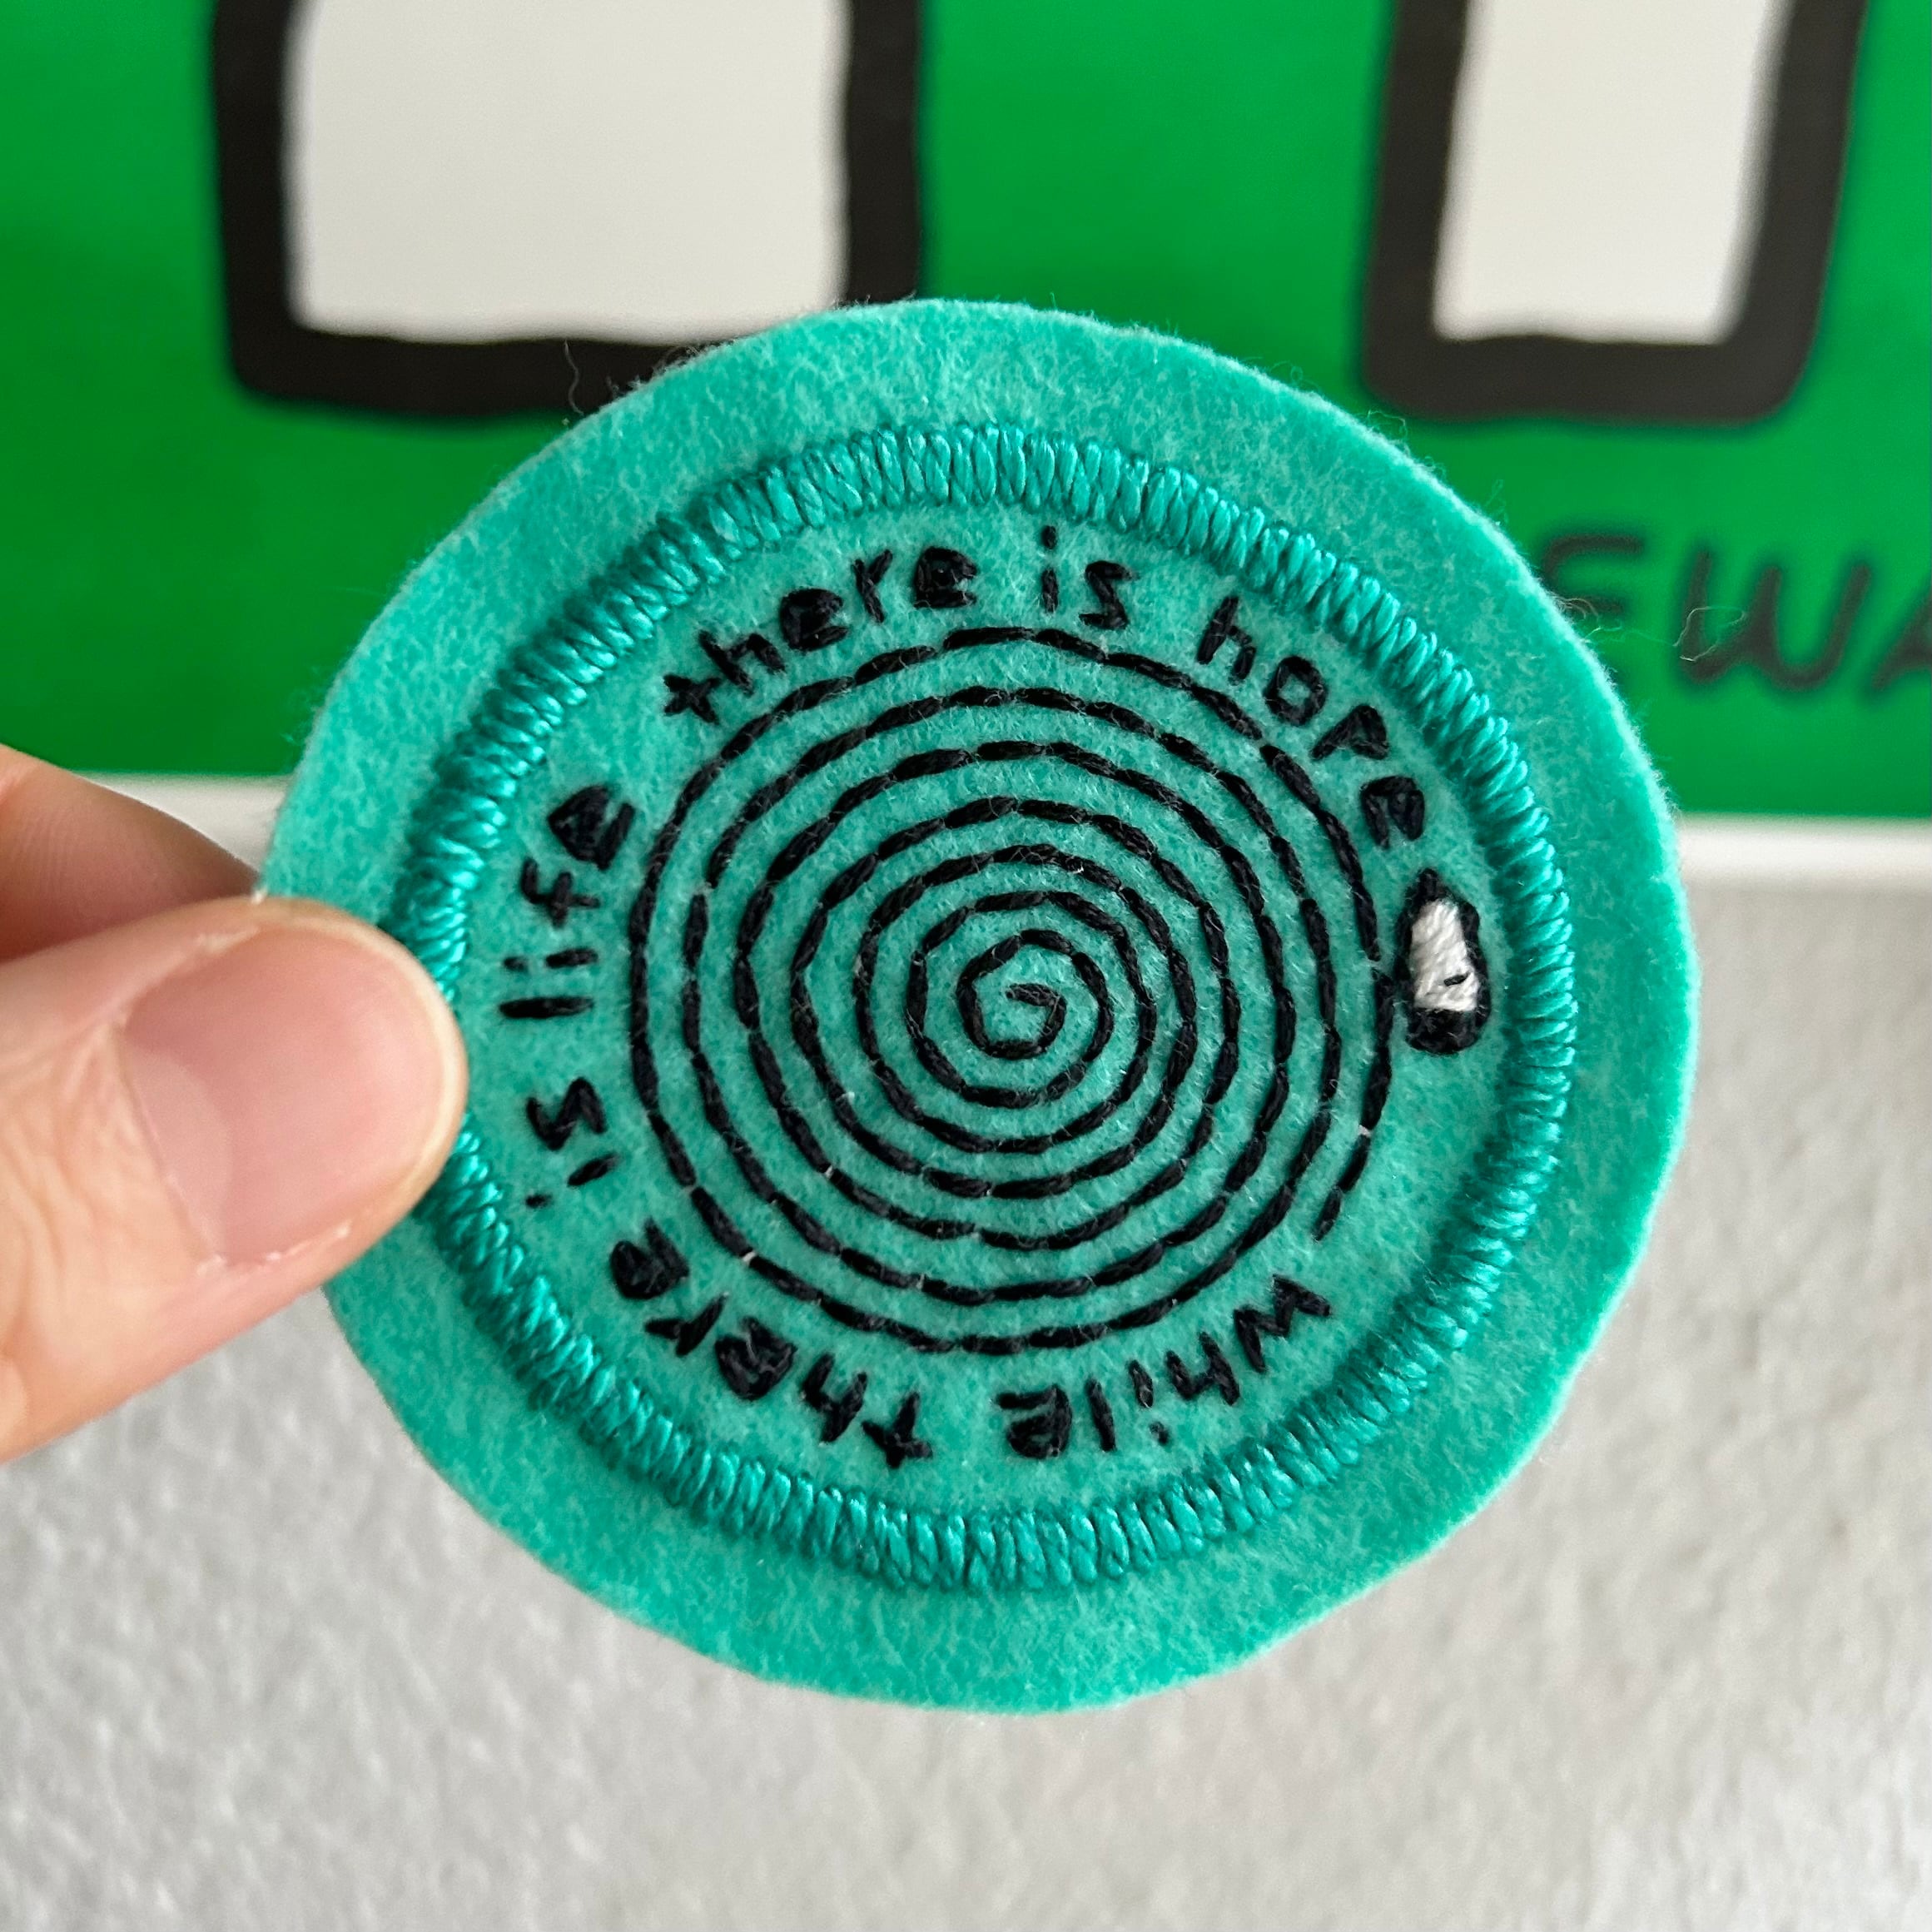 while there is life there is hope
EWA